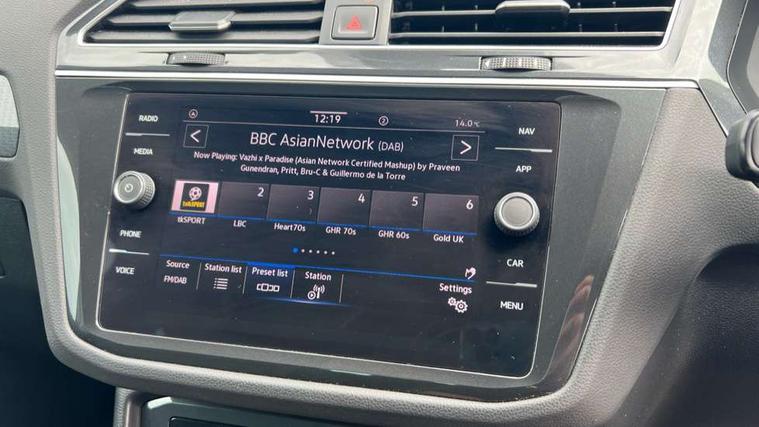 RADIO
MEDIA
PHONE
VOICE
A
12:19
2
14.0°C
BBC AsianNetwork (DAB)
Now Playing: Vazhi x Paradise (Asian Network Certified Mashup) by Praveen
Gunendran, Pritt, Bru-C & Guillermo de la Torre
talkSPORT
2
3
4
5
6
tkSPORT
LBC
Heart70s
GHR 70s
GHR 60s
Gold UK
Source
Station list
Preset list
Station
Settings
FM/DAB
NAV
APP
CAR
MENU